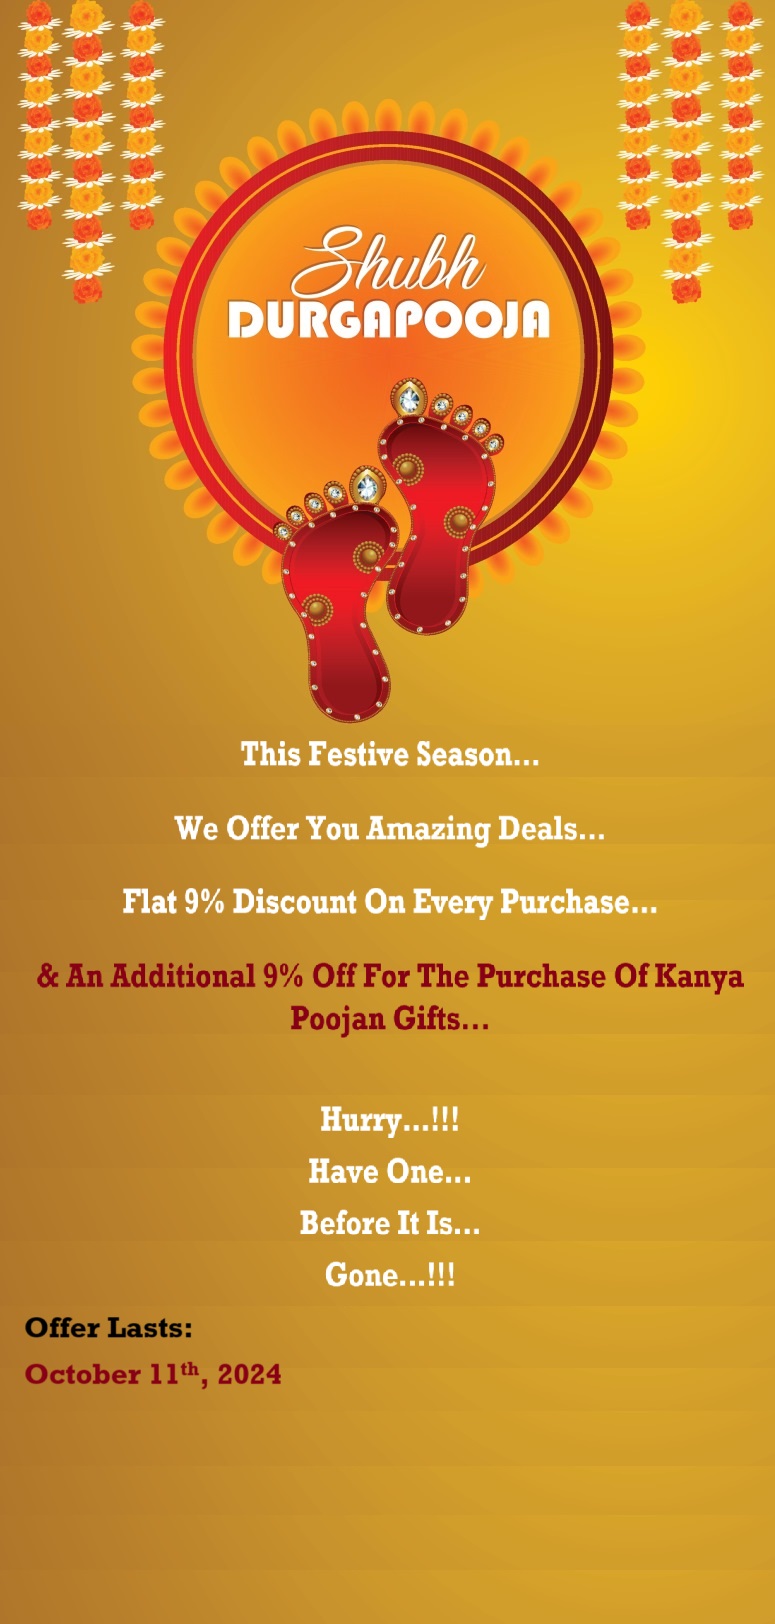 Shubh
DURGAPOOJA
This Festive Season...
We Offer You Amazing Deals...
Flat 9% Discount On Every Purchase...
& An Additional 9% Off For The Purchase Of Kanya
Poojan Gifts...
Hurry...!!!
Have One...
Before It Is...
Gone...!!!
Offer Lasts:
October 11th, 2024